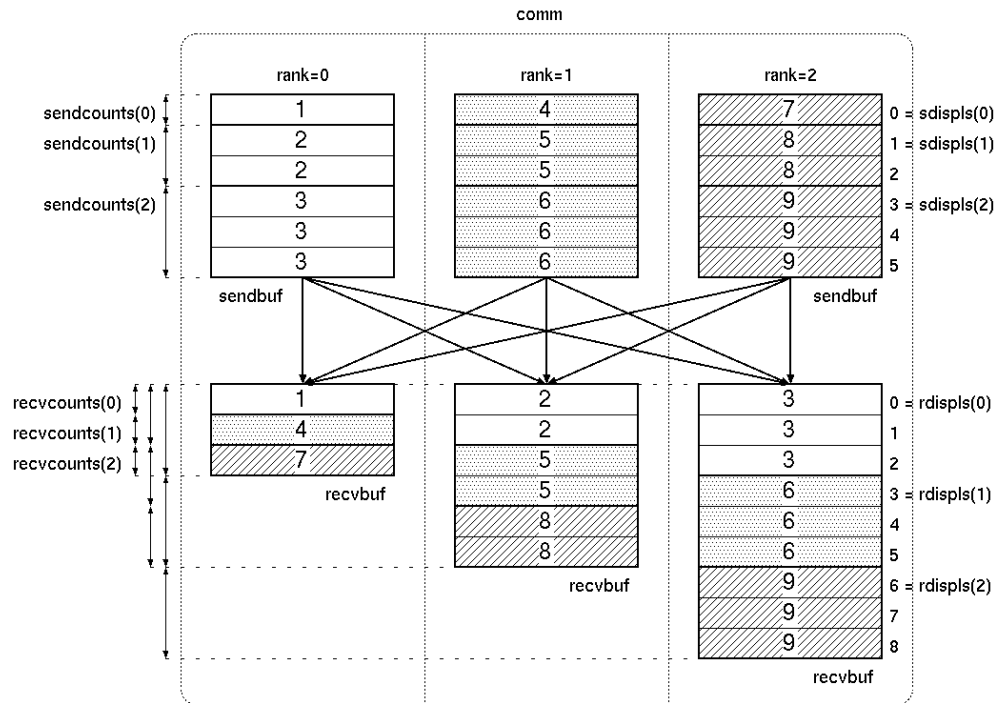 comm
rank=0 rank=1 rank=2
sendcounts(0) 1 4 7 0 = sdispls(0)
sendcounts(1) 2 5 8 1 = sdispls(1)
2 5 8 2
sendcounts(2) 3 6 9 3 = sdispls(2)
3 6 9 4
3 6 9 5
sendbuf sendbuf
recvcounts(0) 1 2 3 0 = rdispls(0)
recvcounts(1) 4 2 3 1
recvcounts(2) 7 5 3 2
recvbuf 5 6 3 = rdispls(1)
8 6 4
8 6 5
recvbuf 9 6 = rdispls(2)
9 7
9 8
recvbuf